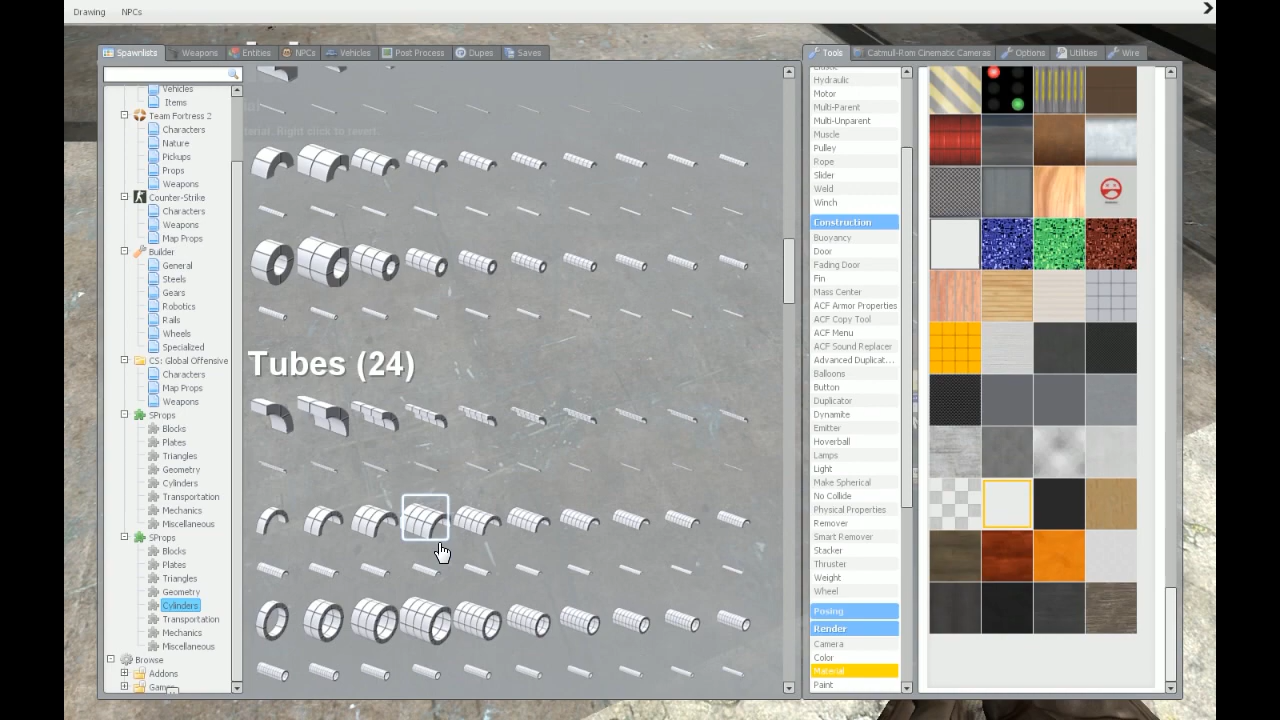 Drawing NPCs
Spawnlists Weapons Entities NPCs Vehicles Post Process Dupes Saves
Tools Catmull-Rom Cinematic Cameras Options Utilities Wire
Vehicles
Items
Team Fortress 2
Characters
Nature
Pickups
Props
Weapons
Counter-Strike
Characters
Weapons
Map Props
Builder
General
Steels
Gears
Robotics
Rails
Wheels
Specialized
CS: Global Offensive
Characters
Map Props
Weapons
SProps
Blocks
Plates
Triangles
Geometry
Cylinders
Transportation
Mechanics
Miscellaneous
SProps
Blocks
Plates
Triangles
Geometry
Cylinders
Transportation
Mechanics
Miscellaneous
Browse
Addons
Games
terial. Right click to revert.
Tubes (24)
Hydraulic
Motor
Multi-Parent
Multi-Unparent
Muscle
Pulley
Rope
Slider
Weld
Winch
Construction
Buoyancy
Door
Fading Door
Fin
Mass Center
ACF Armor Properties
ACF Copy Tool
ACF Menu
ACF Sound Replacer
Advanced Duplicat...
Balloons
Button
Duplicator
Dynamite
Emitter
Hoverball
Lamps
Light
Make Spherical
No Collide
Physical Properties
Remover
Smart Remover
Stacker
Thruster
Weight
Wheel
Posing
Render
Camera
Color
Material
Paint